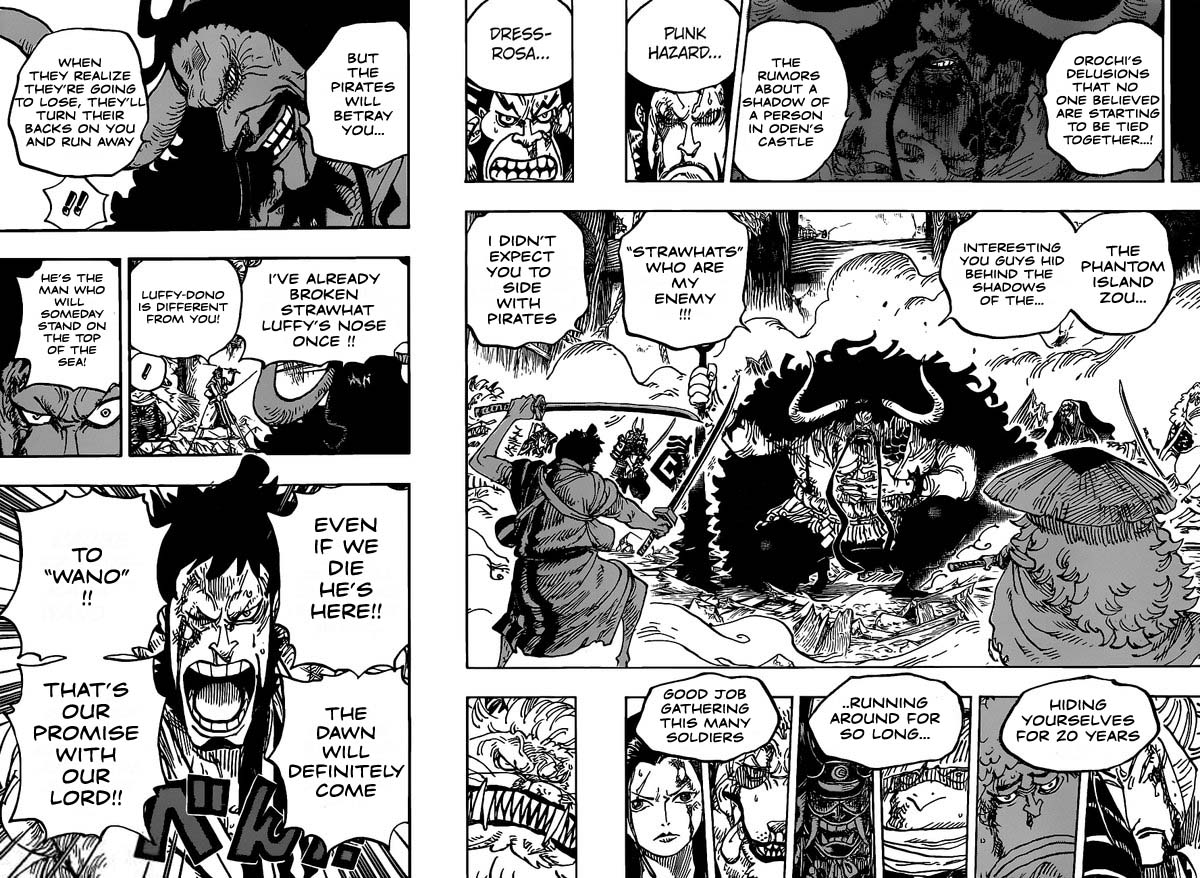 OROCHI'S
DELUSIONS
THAT NO
ONE BELIEVED
ARE STARTING
TO BE TIED
TOGETHER...!
THE
RUMORS
ABOUT A
SHADOW OF
A PERSON
IN ODEN'S
CASTLE
PUNK
HAZARD...
DRESS-
ROSA...
THE
PHANTOM
ISLAND
ZOU...
INTERESTING
YOU GUYS HID
BEHIND THE
SHADOWS
OF THE...
"STRAWHATS"
WHO ARE
MY
ENEMY
!!!
I DIDN'T
EXPECT
YOU TO
SIDE
WITH
PIRATES
HIDING
YOURSELVES
FOR 20 YEARS
..RUNNING
AROUND FOR
SO LONG...
GOOD JOB
GATHERING
THIS MANY
SOLDIERS
BUT
THE
PIRATES
WILL
BETRAY
YOU...
WHEN
THEY REALIZE
THEY'RE GOING
TO LOSE, THEY'LL
TURN THEIR
BACKS ON YOU
AND RUN AWAY
!!
I'VE ALREADY
BROKEN
STRAWHAT
LUFFY'S NOSE
ONCE !!
LUFFY-DONO
IS DIFFERENT
FROM YOU!
!
HE'S THE
MAN WHO
WILL
SOMEDAY
STAND ON
THE TOP
OF THE
SEA!
EVEN
IF WE
DIE
HE'S
HERE!!
THE
DAWN
WILL
DEFINITELY
COME
TO
"WANO"
!!
THAT'S
OUR
PROMISE
WITH
OUR
LORD!!
べん...